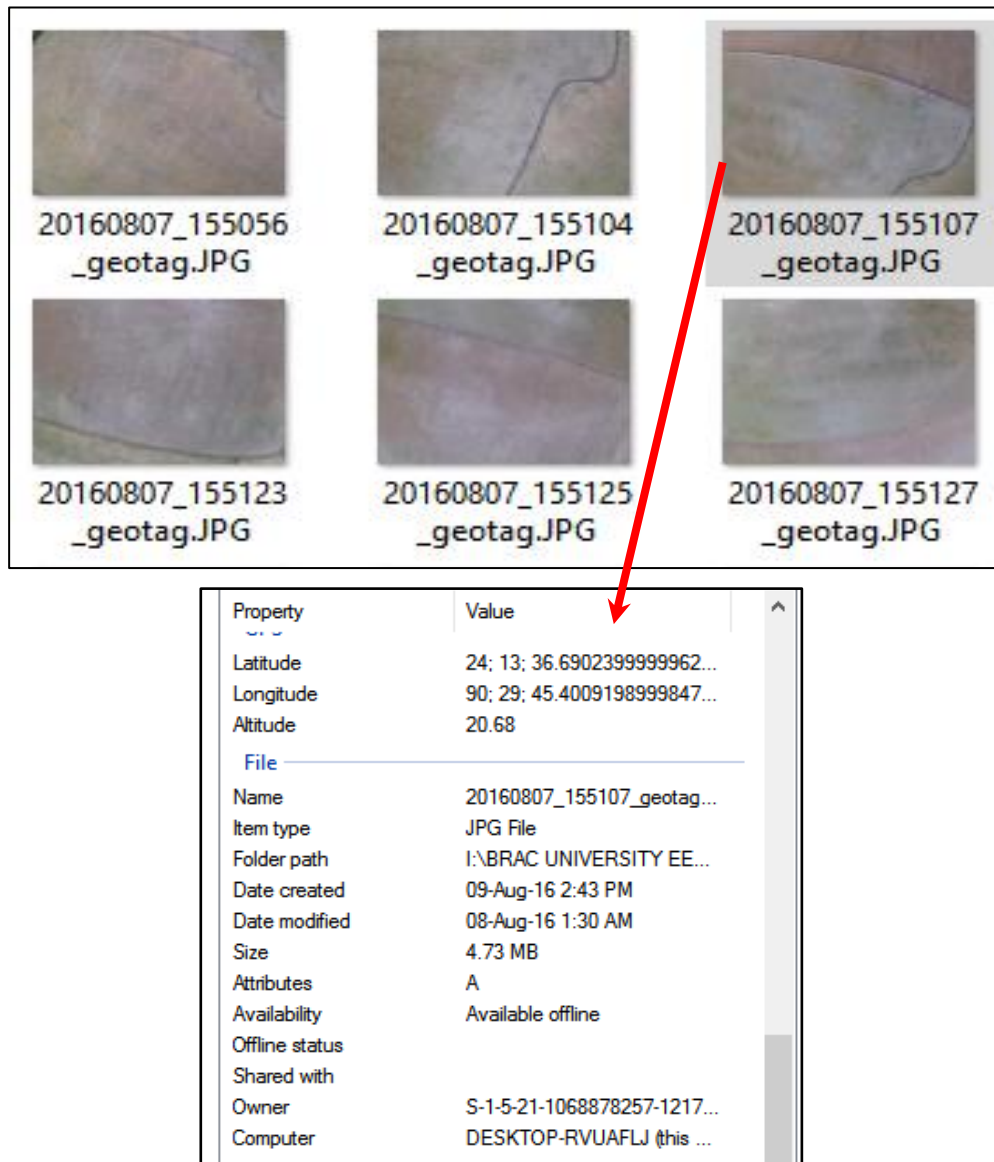 20160807_155056
_geotag.JPG
20160807_155104
_geotag.JPG
20160807_155107
_geotag.JPG
20160807_155123
_geotag.JPG
20160807_155125
_geotag.JPG
20160807_155127
_geotag.JPG
Property Value
Latitude 24; 13; 36.6902399999962...
Longitude 90; 29; 45.4009198999847...
Altitude 20.68
File
Name 20160807_155107_geotag...
Item type JPG File
Folder path I:\BRAC UNIVERSITY EE...
Date created 09-Aug-16 2:43 PM
Date modified 08-Aug-16 1:30 AM
Size 4.73 MB
Attributes A
Availability Available offline
Offline status
Shared with
Owner S-1-5-21-1068878257-1217...
Computer DESKTOP-RVUAFLJ (this ...